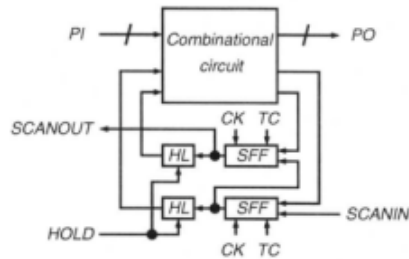 PI
Combinational
circuit
PO
SCANOUT
CK TC
HL
SFF
HL
SFF
SCANIN
HOLD
CK TC